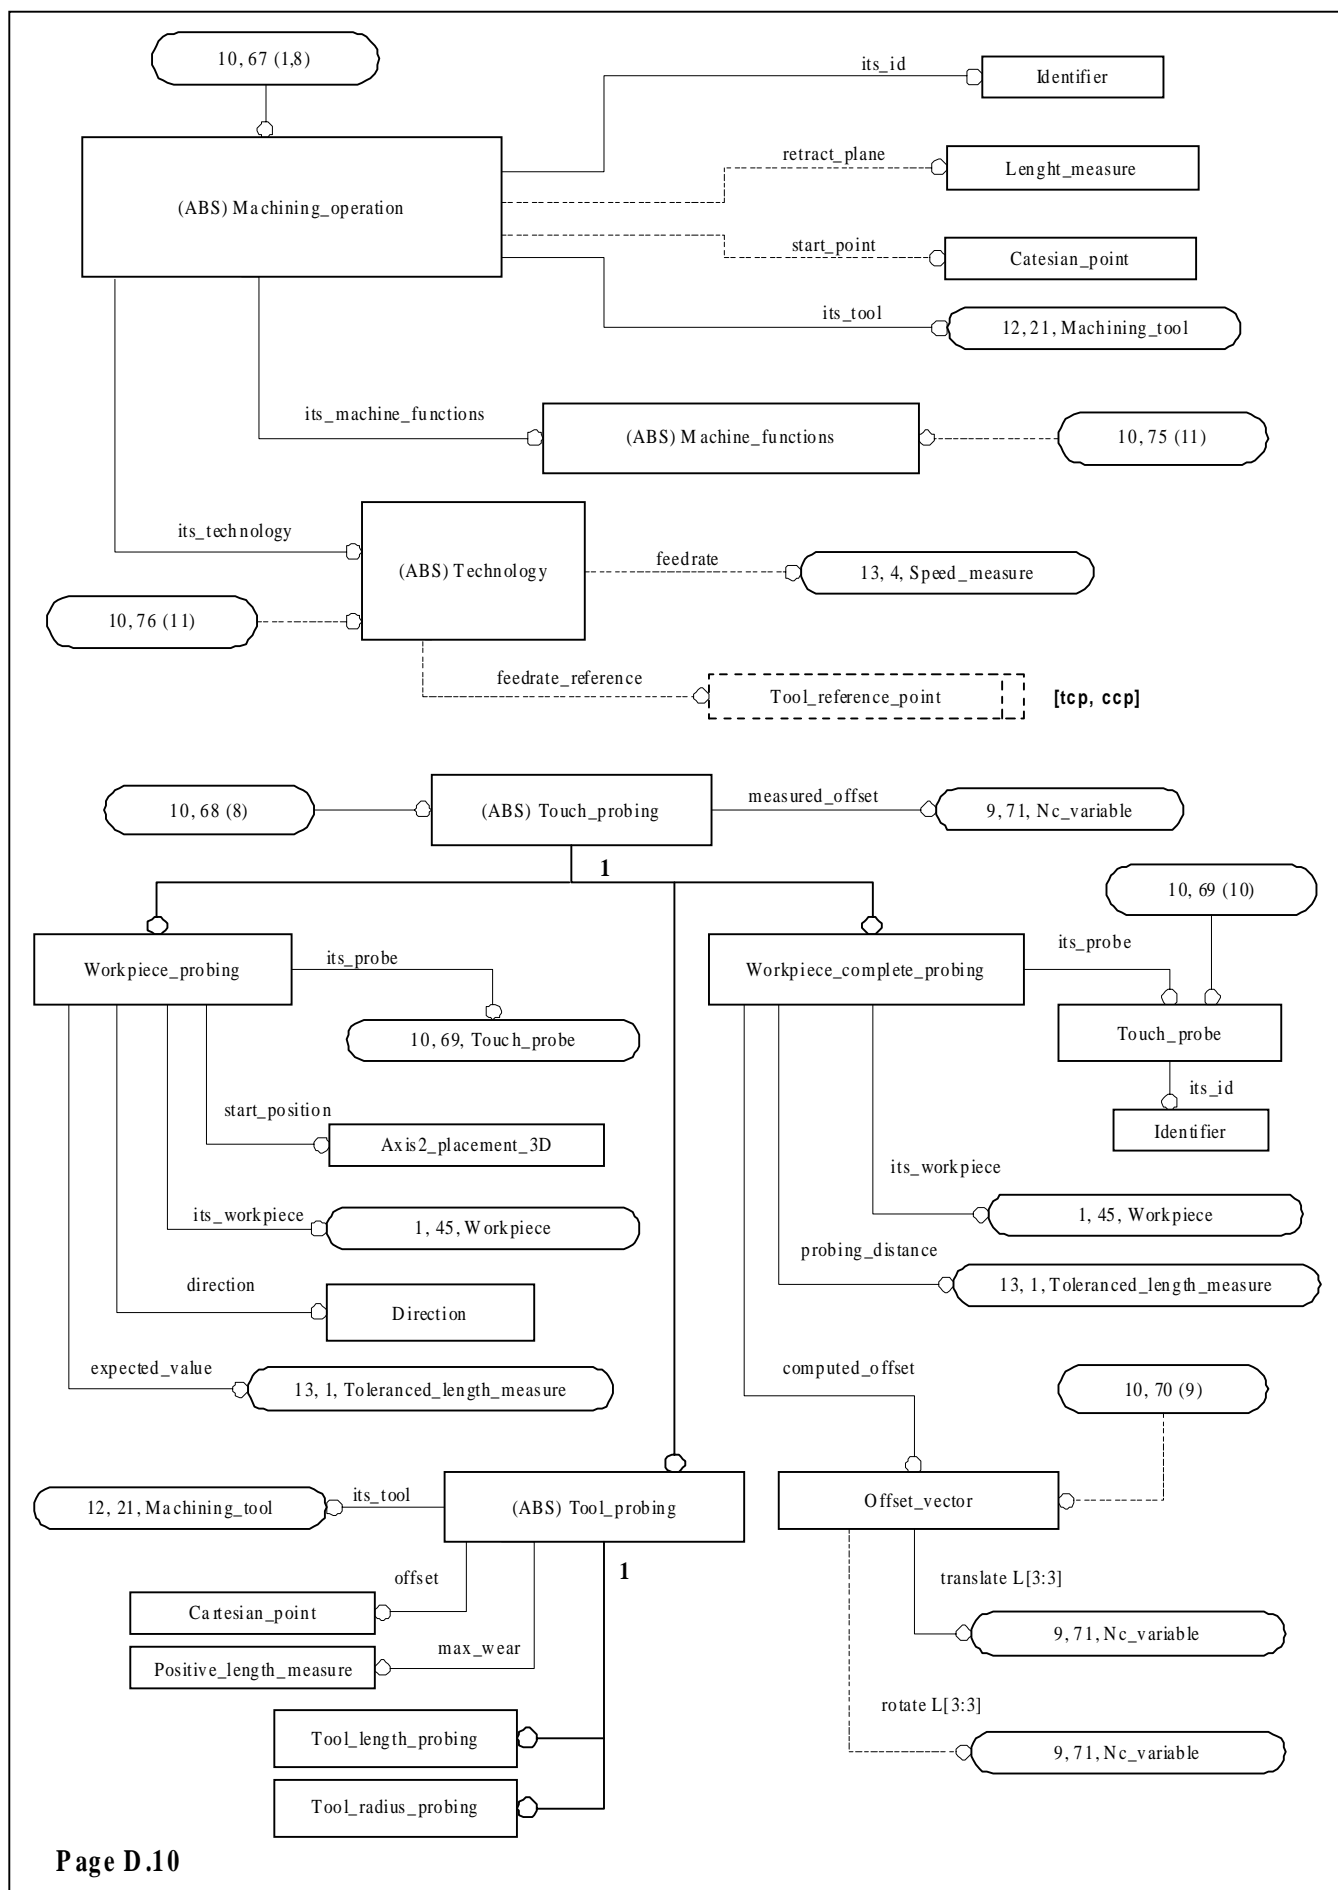 10, 67 (1,8)
its_id
Identifier
retract_plane
Lenght_measure
(ABS) Machining_operation
start_point
Catesian_point
its_tool
12, 21, Machining_tool
its_machine_functions
(ABS) Machine_functions
10, 75 (11)
its_technology
(ABS) Technology
feedrate
13, 4, Speed_measure
10, 76 (11)
feedrate_reference
Tool_reference_point
[tcp, ccp]
10, 68 (8)
(ABS) Touch_probing
measured_offset
9, 71, Nc_variable
1
10, 69 (10)
Workpiece_probing
its_probe
10, 69, Touch_probe
Workpiece_complete_probing
its_probe
Touch_probe
its_id
Identifier
start_position
Axis2_placement_3D
its_workpiece
1, 45, Workpiece
its_workpiece
1, 45, Workpiece
probing_distance
13, 1, Toleranced_length_measure
direction
Direction
expected_value
13, 1, Toleranced_length_measure
computed_offset
10, 70 (9)
12, 21, Machining_tool
its_tool
(ABS) Tool_probing
Offset_vector
1
offset
Cartesian_point
max_wear
Positive_length_measure
translate L[3:3]
9, 71, Nc_variable
rotate L[3:3]
9, 71, Nc_variable
Tool_length_probing
Tool_radius_probing
Page D.10